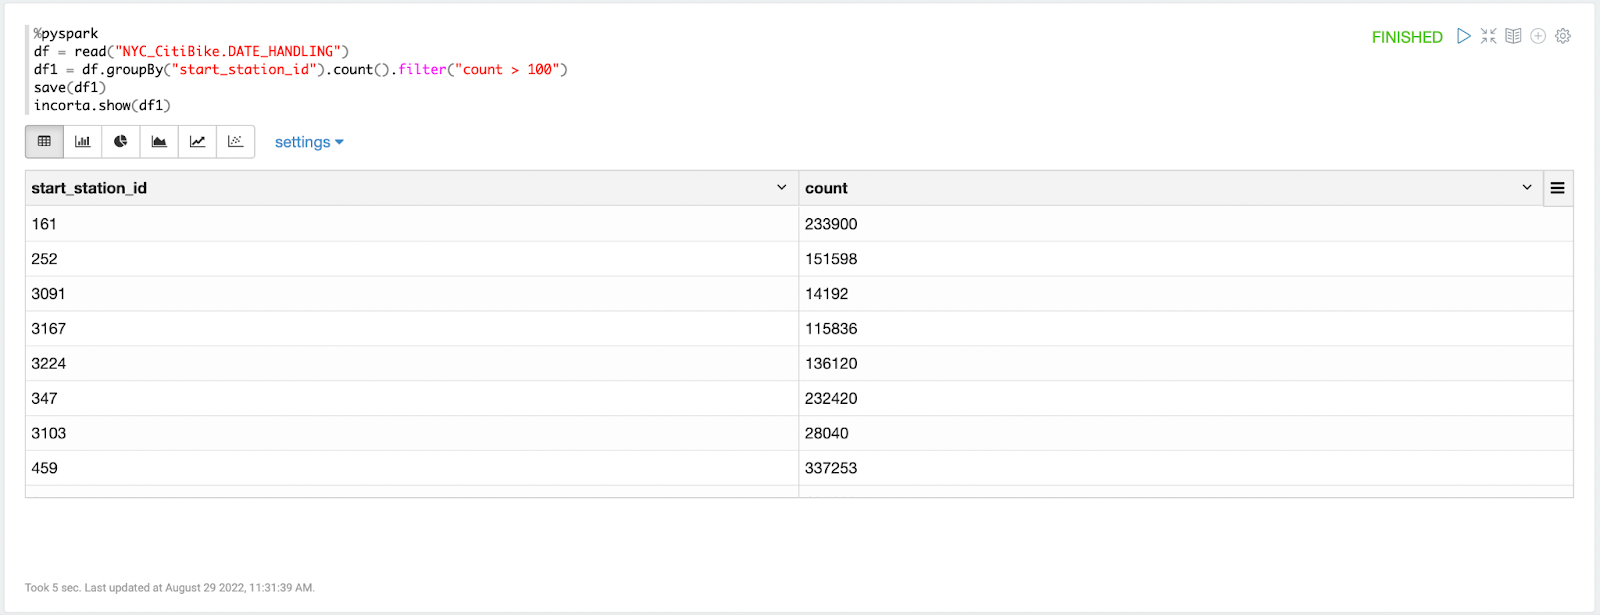 %pyspark
df = read("NYC_CitiBike.DATE_HANDLING")
df1 = df.groupBy("start_station_id").count().filter("count > 100")
save(df1)
incorta.show(df1)
FINISHED
settings
start_station_id count
161 233900
252 151598
3091 14192
3167 115836
3224 136120
347 232420
3103 28040
459 337253
Took 5 sec. Last updated at August 29 2022, 11:31:39 AM.